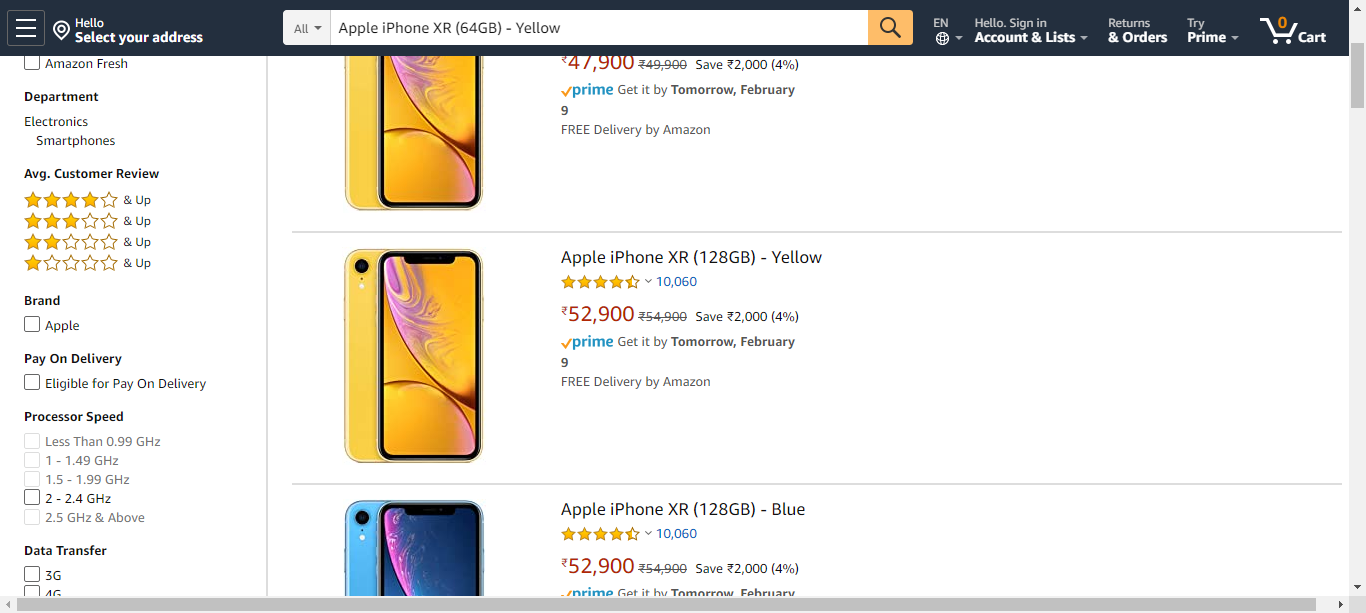 Hello
Select your address
All
Apple iPhone XR (64GB) - Yellow
EN
Hello. Sign in
Account & Lists
Returns
& Orders
Try
Prime
0
Cart
Amazon Fresh
Department
Electronics
Smartphones
Avg. Customer Review
& Up
& Up
& Up
& Up
Brand
Apple
Pay On Delivery
Eligible for Pay On Delivery
Processor Speed
Less Than 0.99 GHz
1 - 1.49 GHz
1.5 - 1.99 GHz
2 - 2.4 GHz
2.5 GHz & Above
Data Transfer
3G
4G
₹47,900 ₹49,900 Save ₹2,000 (4%)
prime Get it by Tomorrow, February
9
FREE Delivery by Amazon
Apple iPhone XR (128GB) - Yellow
10,060
₹52,900 ₹54,900 Save ₹2,000 (4%)
prime Get it by Tomorrow, February
9
FREE Delivery by Amazon
Apple iPhone XR (128GB) - Blue
10,060
₹52,900 ₹54,900 Save ₹2,000 (4%)
prime Get it by Tomorrow, February